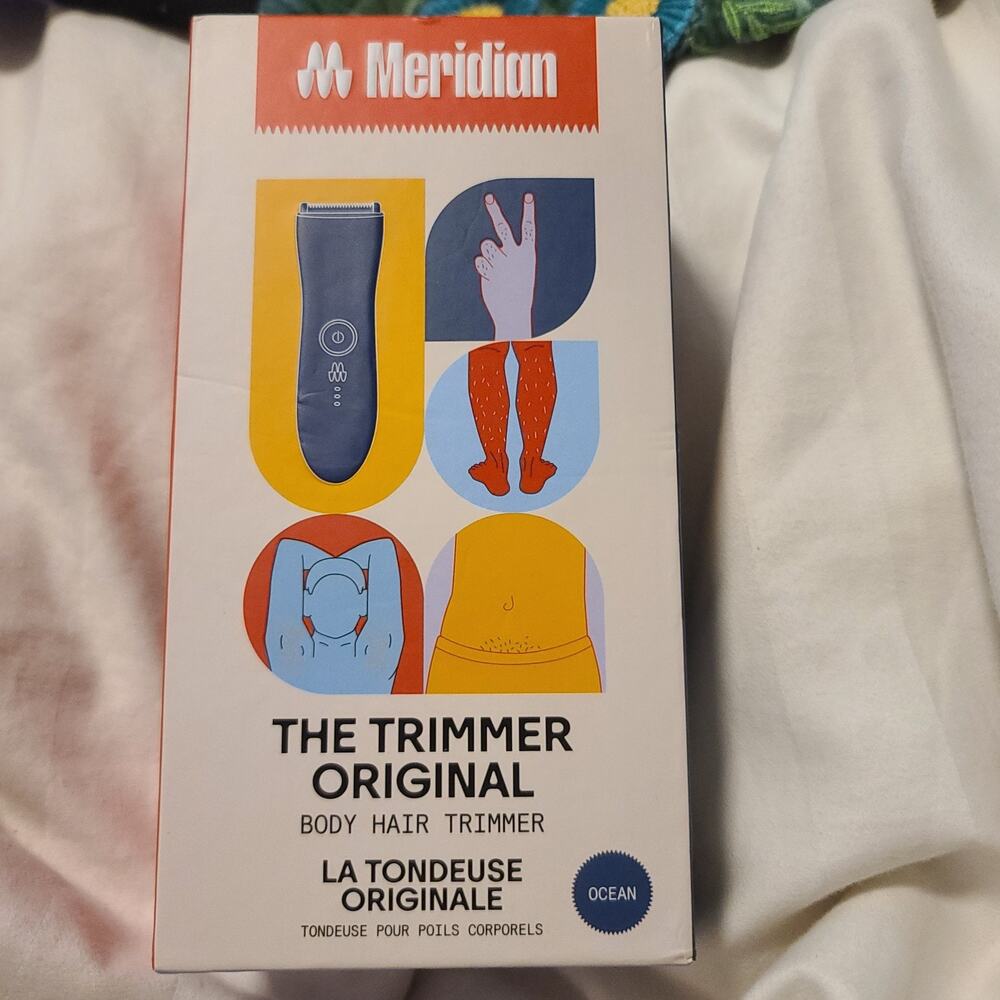 Meridian
THE TRIMMER
ORIGINAL
BODY HAIR TRIMMER
LA TONDEUSE
ORIGINALE
TONDEUSE POUR POILS CORPORELS
OCEAN